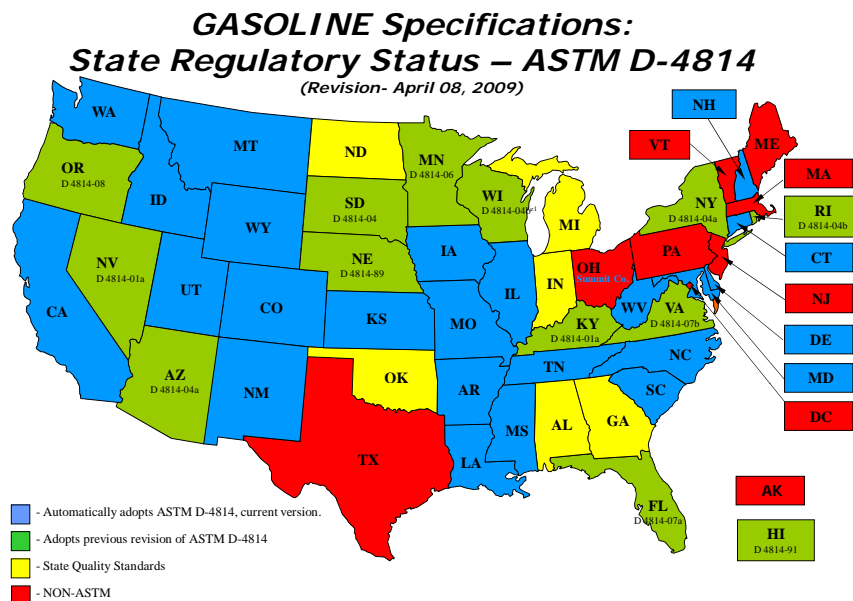 GASOLINE Specifications:
State Regulatory Status – ASTM D-4814
(Revision- April 08, 2009)
NH
WA
VT
ME
MT
ND
OR
D 4814-08
MN
D 4814-06
MA
ID
SD
D 4814-04
WI
D 4814-04be1
NY
D 4814-04a
RI
D 4814-04b
WY
MI
CT
NV
D 4814-01a
NE
D 4814-89
IA
OH
Summit Co.
PA
NJ
CA
UT
CO
IL
IN
WV
VA
D 4814-07b
KS
MO
KY
D 4814-01a
DE
AZ
D 4814-04a
NM
OK
AR
TN
NC
MD
SC
DC
TX
LA
MS
AL
GA
AK
FL
D 4814-07a
HI
D 4814-91
- Automatically adopts ASTM D-4814, current version.
- Adopts previous revision of ASTM D-4814
- State Quality Standards
- NON-ASTM